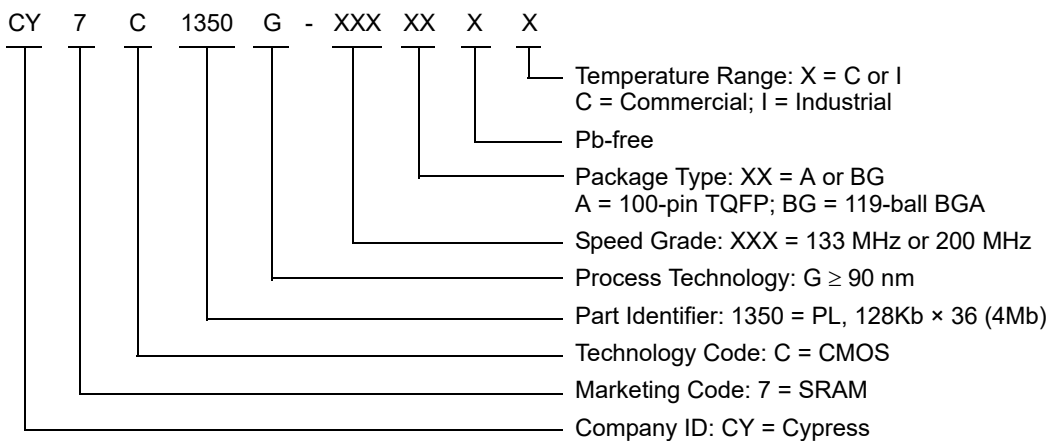 CY 7 C 1350 G - XXX XX X X
Temperature Range: X = C or I
C = Commercial; I = Industrial
Pb-free
Package Type: XX = A or BG
A = 100-pin TQFP; BG = 119-ball BGA
Speed Grade: XXX = 133 MHz or 200 MHz
Process Technology: G ≥ 90 nm
Part Identifier: 1350 = PL, 128Kb × 36 (4Mb)
Technology Code: C = CMOS
Marketing Code: 7 = SRAM
Company ID: CY = Cypress